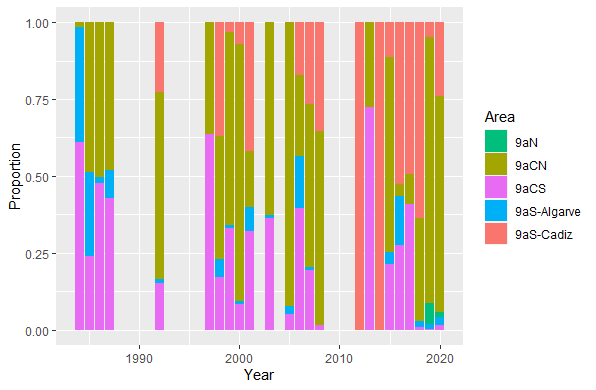 1.00
0.75
0.50
0.25
0.00
Proportion
1990
2000
2010
2020
Year
Area
9aN
9aCN
9aCS
9aS-Algarve
9aS-Cadiz